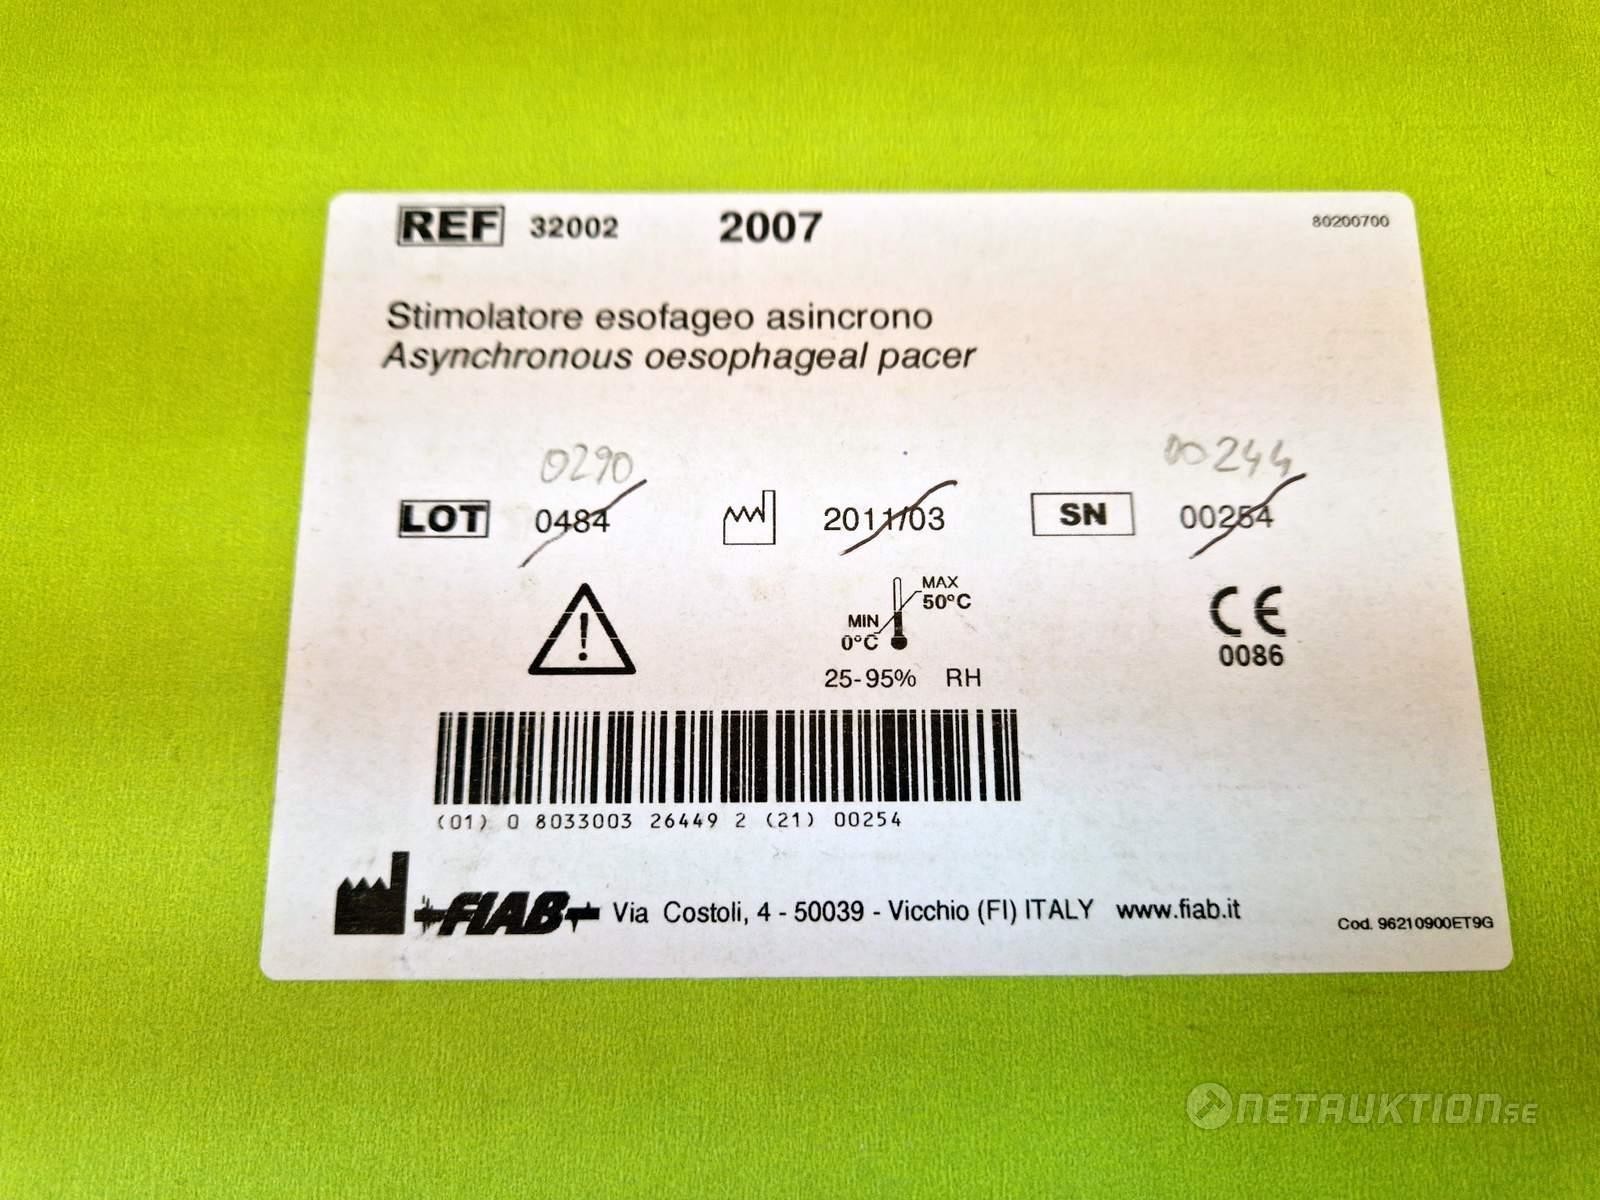 REF 32002 2007 80200700
Stimolatore esofageo asincrono
Asynchronous oesophageal pacer
0290 00244
LOT 0484 2011/03 SN 00254
MAX
50°C
MIN
0°C
25-95% RH
CE
0086
(01) 0 8033003 26449 2 (21) 00254
FIAB Via Costoli, 4 - 50039 - Vicchio (FI) ITALY www.fiab.it
Cod. 96210900ET9G
NETAUKTION.SE